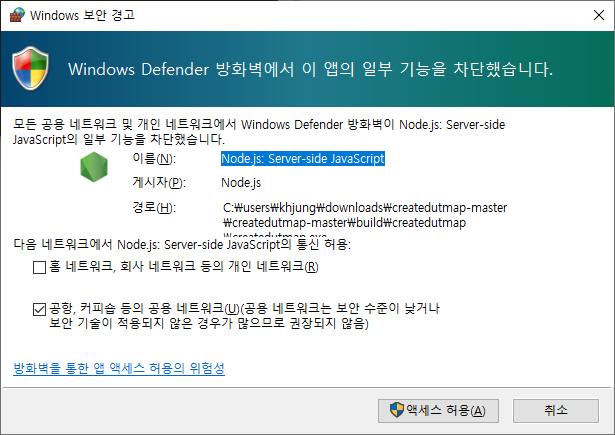 Windows 보안 경고
Windows Defender 방화벽에서 이 앱의 일부 기능을 차단했습니다.
모든 공용 네트워크 및 개인 네트워크에서 Windows Defender 방화벽이 Node.js: Server-side
JavaScript의 일부 기능을 차단했습니다.
이름(N): Node.js: Server-side JavaScript
게시자(P): Node.js
경로(H): C:₩users₩khjung₩downloads₩createdutmap-master
₩createdutmap-master₩build₩createdutmap
₩createdutmap.exe
다음 네트워크에서 Node.js: Server-side JavaScript의 통신 허용:
홈 네트워크, 회사 네트워크 등의 개인 네트워크(R)
공항, 커피숍 등의 공용 네트워크(U)(공용 네트워크는 보안 수준이 낮거나
보안 기술이 적용되지 않은 경우가 많으므로 권장되지 않음)
방화벽을 통한 앱 액세스 허용의 위험성
액세스 허용(A)
취소